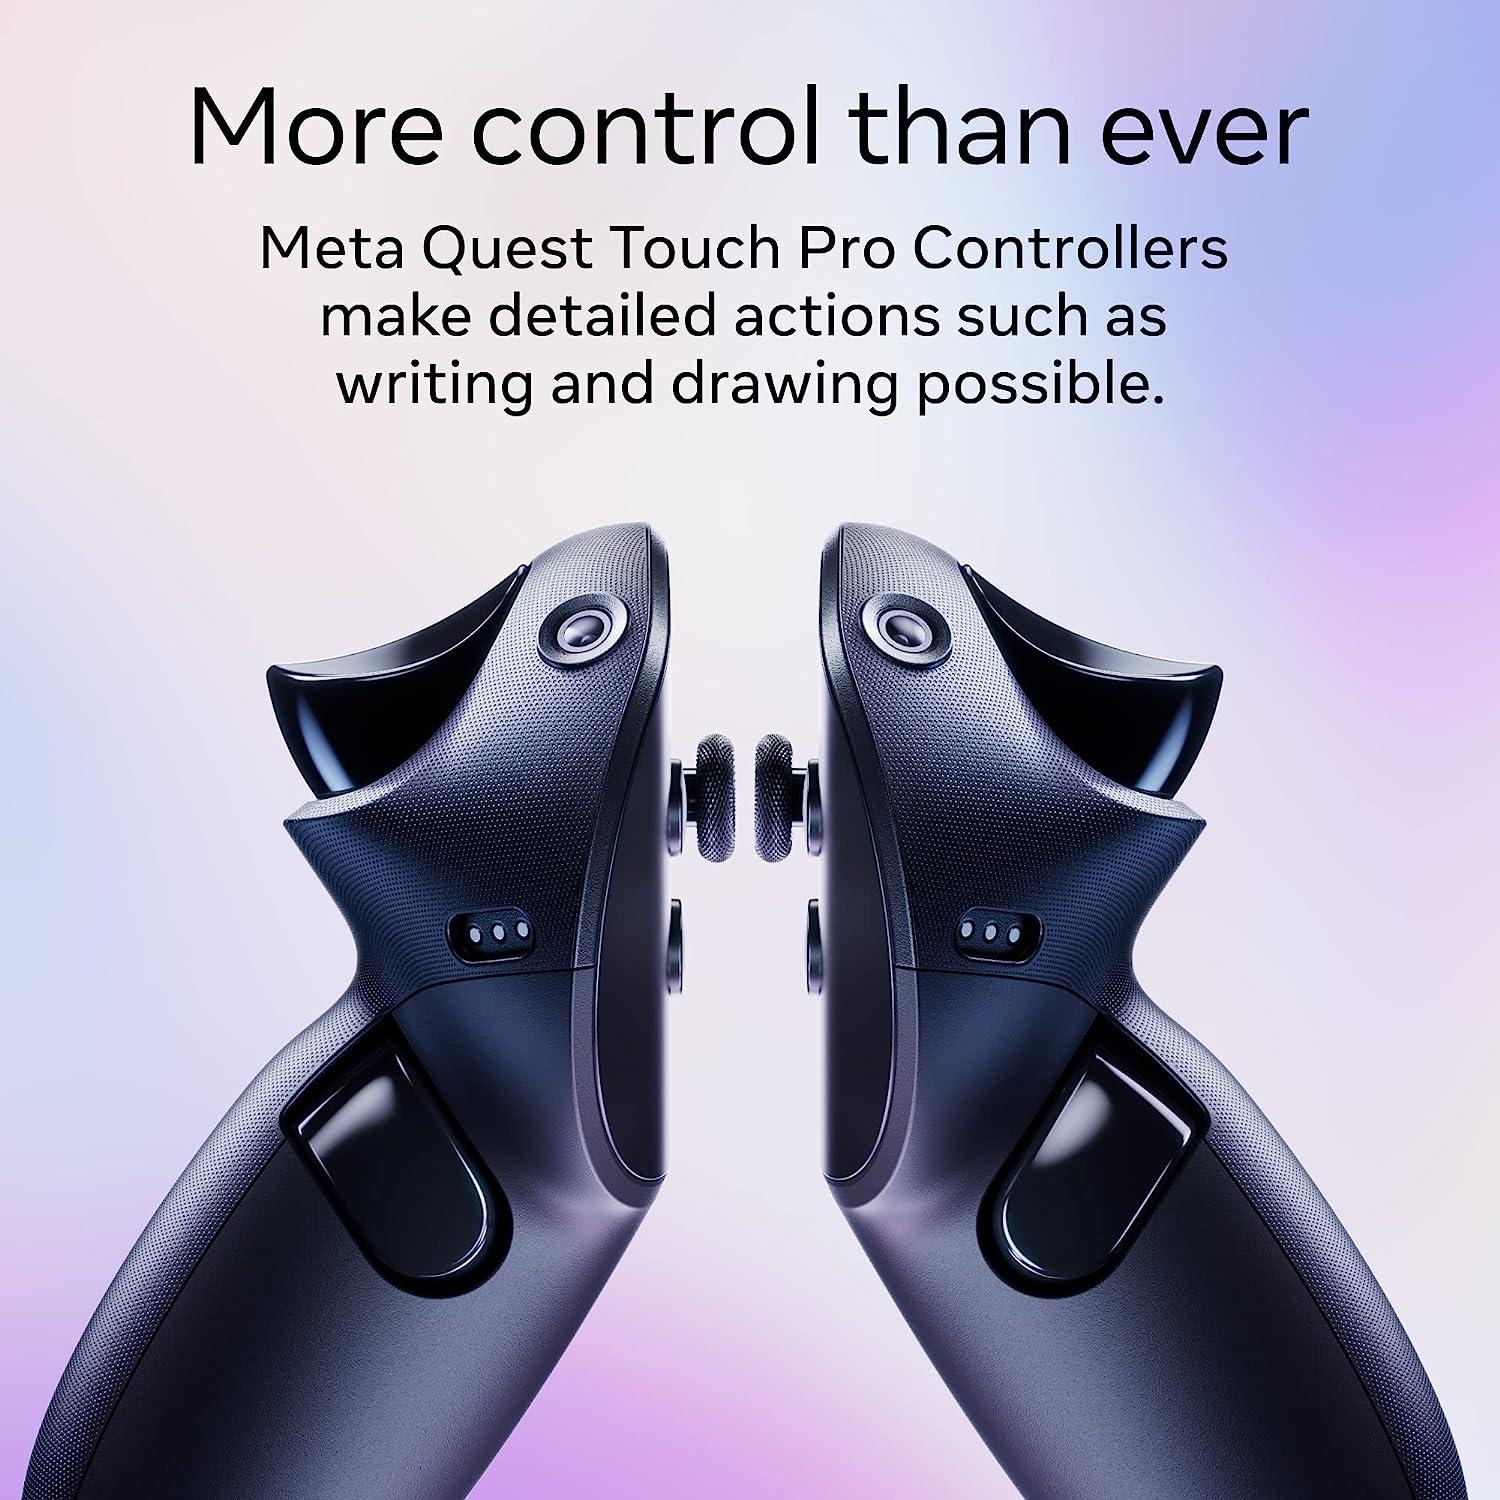 More control than ever
Meta Quest Touch Pro Controllers
make detailed actions such as
writing and drawing possible.